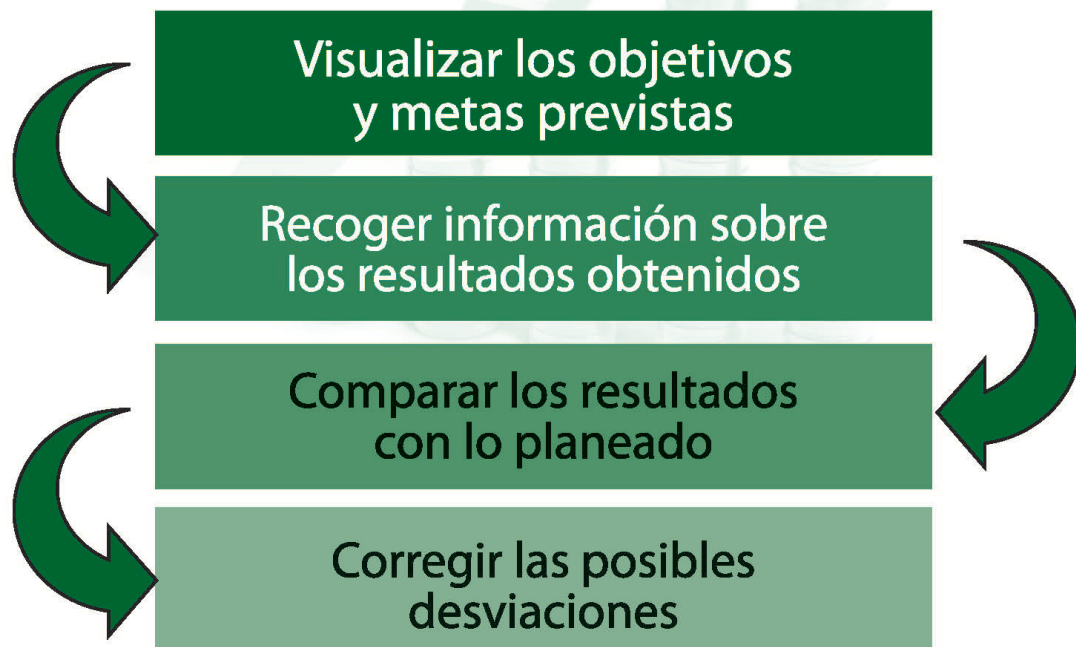 Visualizar los objetivos
y metas previstas
Recoger información sobre
los resultados obtenidos
Comparar los resultados
con lo planeado
Corregir las posibles
desviaciones